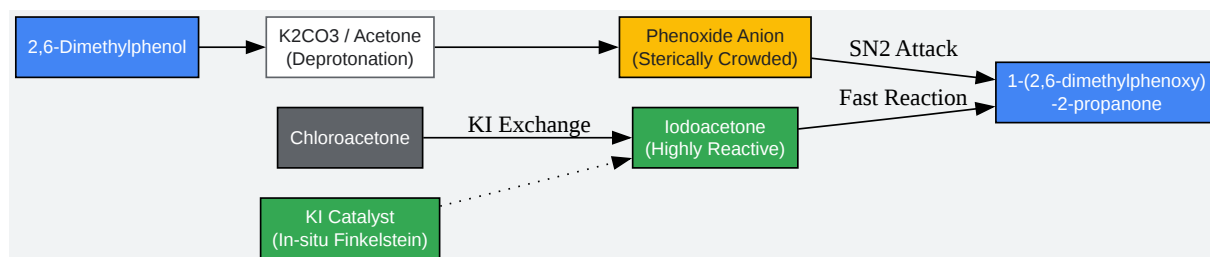 2,6-Dimethylphenol
K2CO3 / Acetone
(Deprotonation)
Phenoxide Anion
(Sterically Crowded)
SN2 Attack
1-(2,6-dimethylphenoxy)
-2-propanone
Chloroacetone
KI Exchange
Iodoacetone
(Highly Reactive)
Fast Reaction
KI Catalyst
(In-situ Finkelstein)